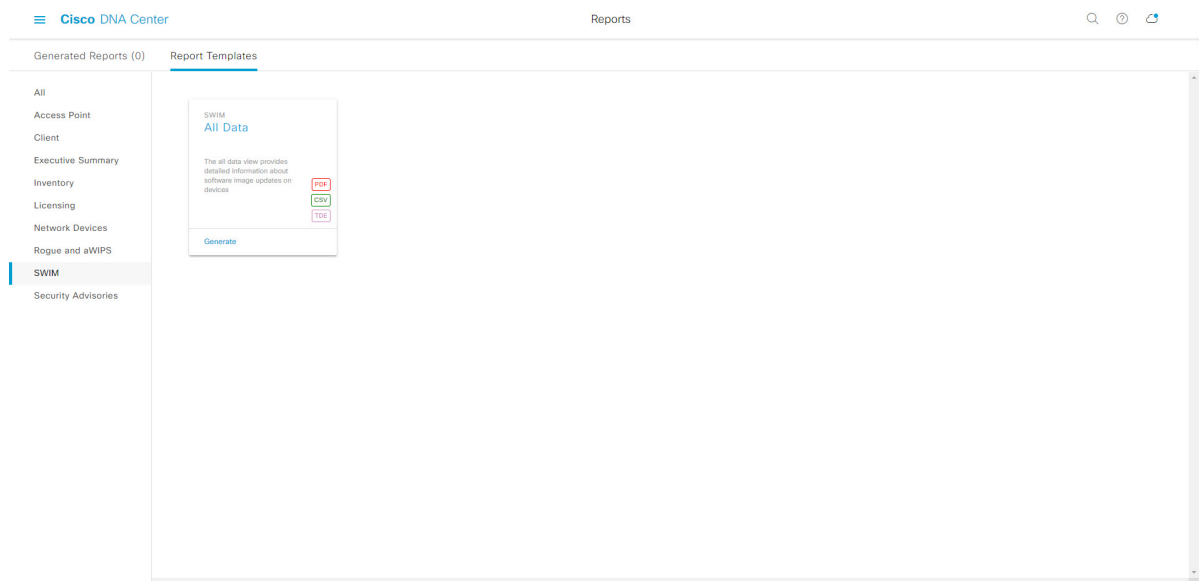 Cisco DNA Center
Reports
Generated Reports (0)
Report Templates
All
Access Point
Client
Executive Summary
Inventory
Licensing
Network Devices
Rogue and aWIPS
SWIM
Security Advisories
SWIM
All Data
The all data view provides
detailed information about
software image updates on
devices
PDF
CSV
TDE
Generate